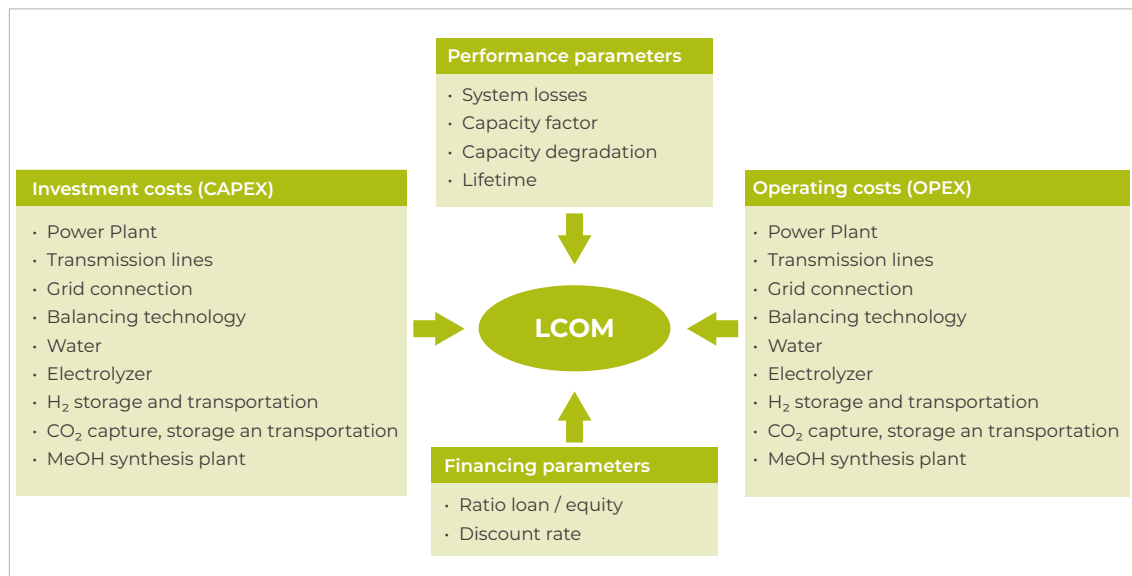 Performance parameters
· System losses
· Capacity factor
· Capacity degradation
· Lifetime
Investment costs (CAPEX)
· Power Plant
· Transmission lines
· Grid connection
· Balancing technology
· Water
· Electrolyzer
· H₂ storage and transportation
· CO₂ capture, storage an transportation
· MeOH synthesis plant
LCOM
Operating costs (OPEX)
· Power Plant
· Transmission lines
· Grid connection
· Balancing technology
· Water
· Electrolyzer
· H₂ storage and transportation
· CO₂ capture, storage an transportation
· MeOH synthesis plant
Financing parameters
· Ratio loan / equity
· Discount rate